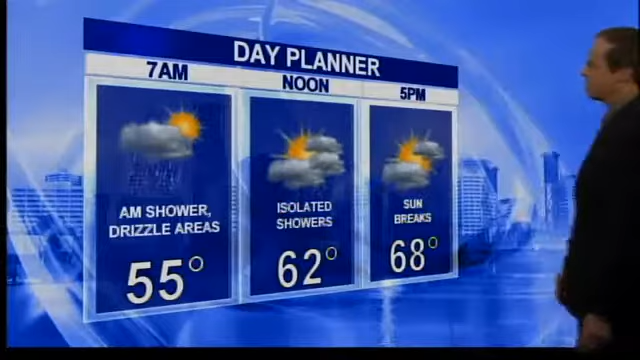 DAY PLANNER
7AM
NOON
5PM
AM SHOWER,
DRIZZLE AREAS
55°
ISOLATED
SHOWERS
62°
SUN
BREAKS
68°